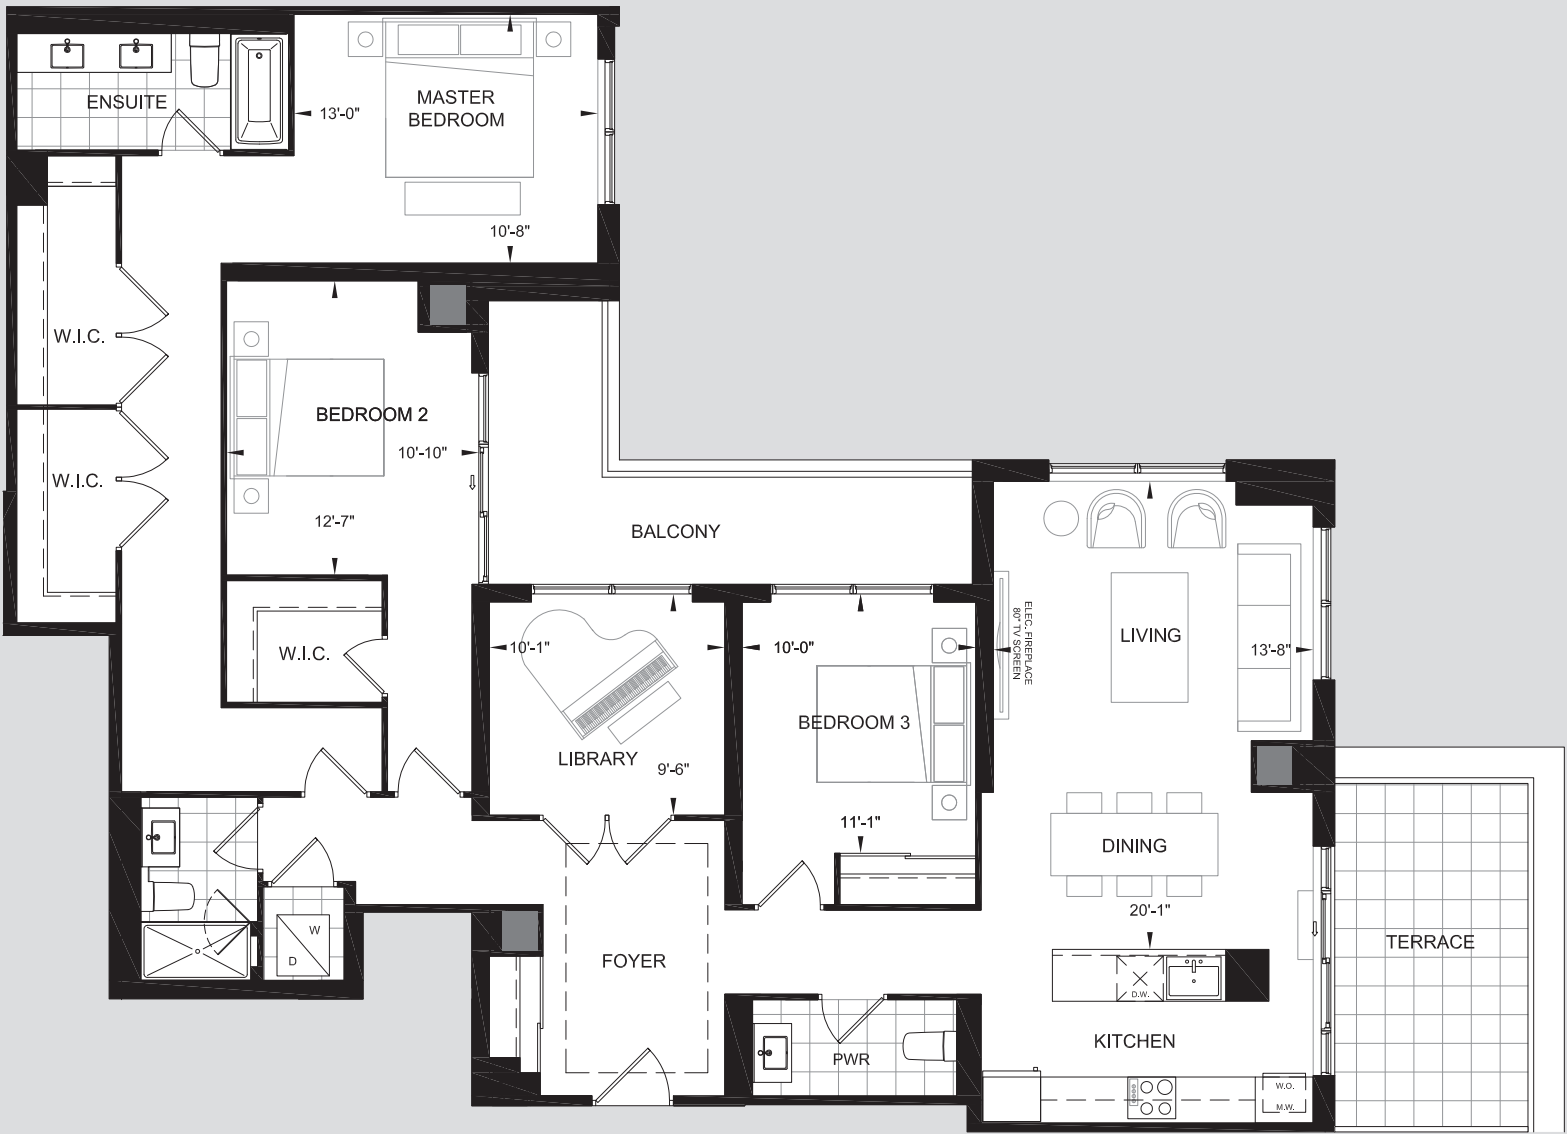 ENSUITE
13'-0"
MASTER
BEDROOM
10'-8"
W.I.C.
W.I.C.
BEDROOM 2
10'-10"
12'-7"
W.I.C.
BALCONY
10'-1"
LIBRARY
9'-6"
10'-0"
BEDROOM 3
11'-1"
ELEC. FIREPLACE
80" TV SCREEN
LIVING
13'-8"
DINING
20'-1"
TERRACE
W
D
FOYER
D.W.
KITCHEN
PWR
W.O.
M.W.